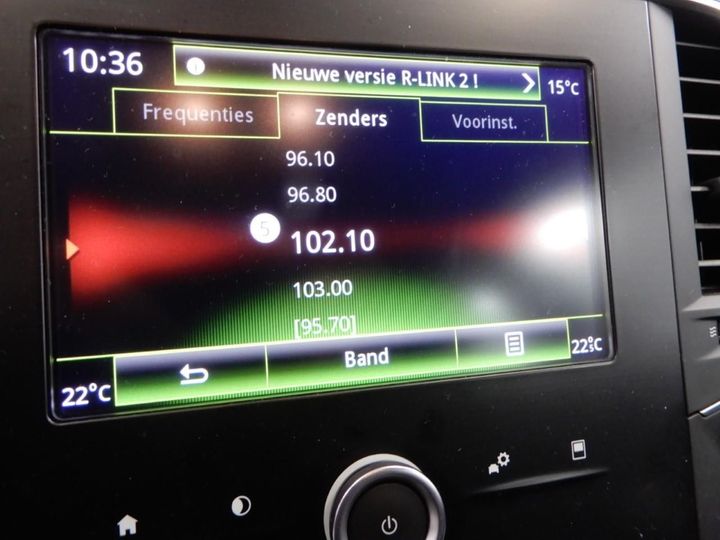 10:36
Nieuwe versie R-LINK 2 !
15°C
Frequenties
Zenders
Voorinst.
96.10
96.80
5
102.10
103.00
[95.70]
Band
22°C
22°C